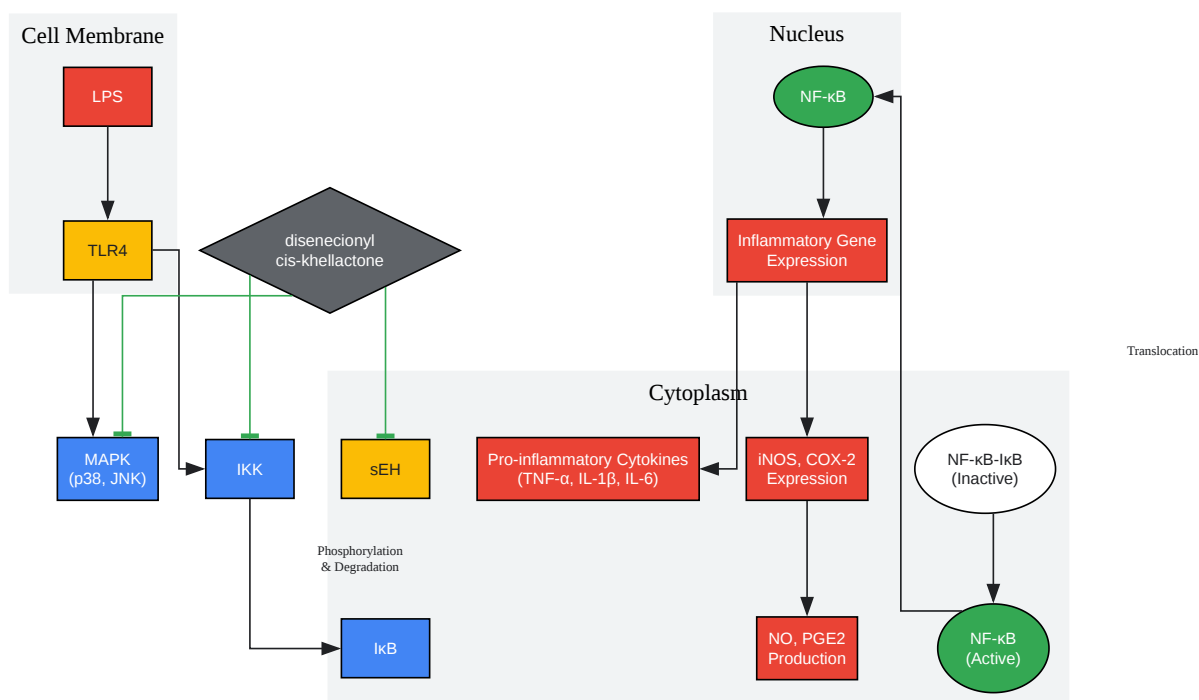 Cell Membrane
LPS
TLR4
disenecionyl
cis-khellactone
Nucleus
NF-κB
Inflammatory Gene
Expression
Translocation
Cytoplasm
MAPK
(p38, JNK)
IKK
sEH
Pro-inflammatory Cytokines
(TNF-α, IL-1β, IL-6)
iNOS, COX-2
Expression
NF-κB-IκB
(Inactive)
Phosphorylation
& Degradation
IκB
NO, PGE2
Production
NF-κB
(Active)